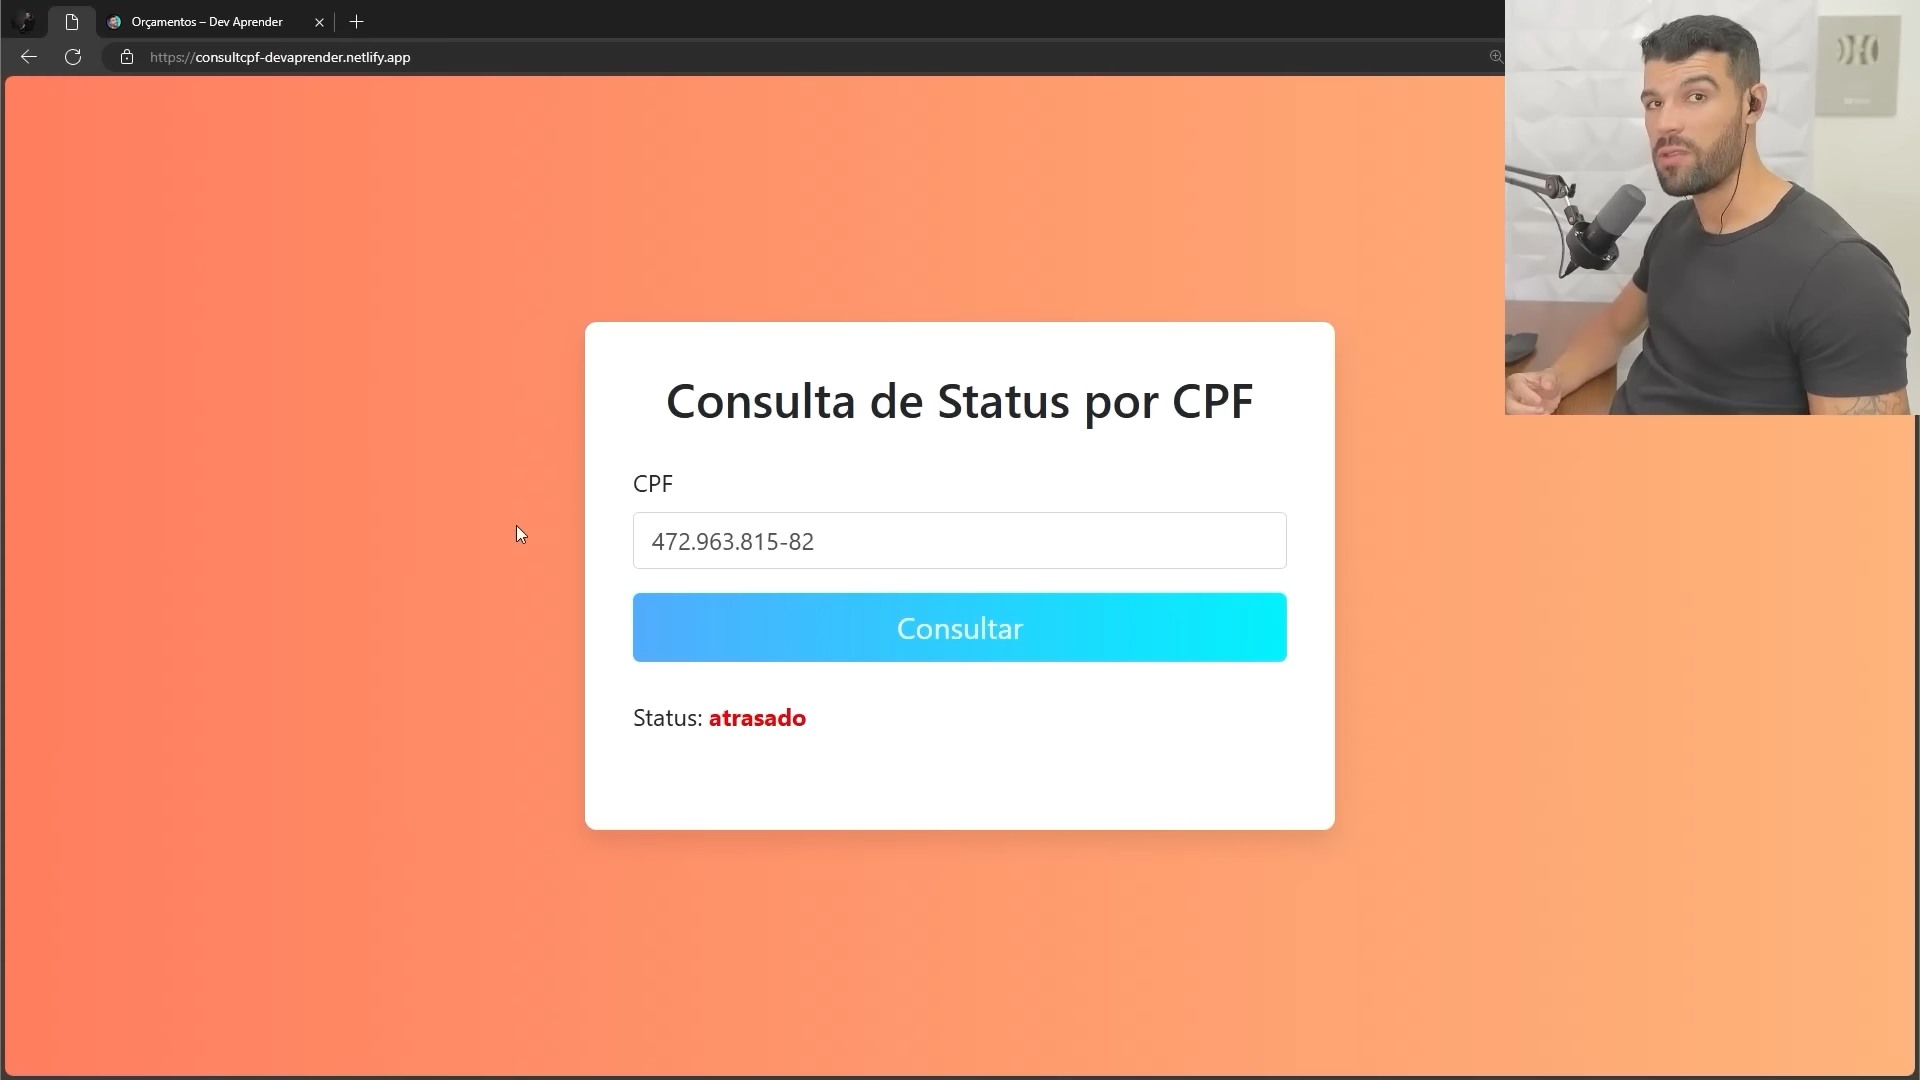 Orçamentos – Dev Aprender
https://consultcpf-devaprender.netlify.app
Consulta de Status por CPF
CPF
472.963.815-82
Consultar
Status: atrasado